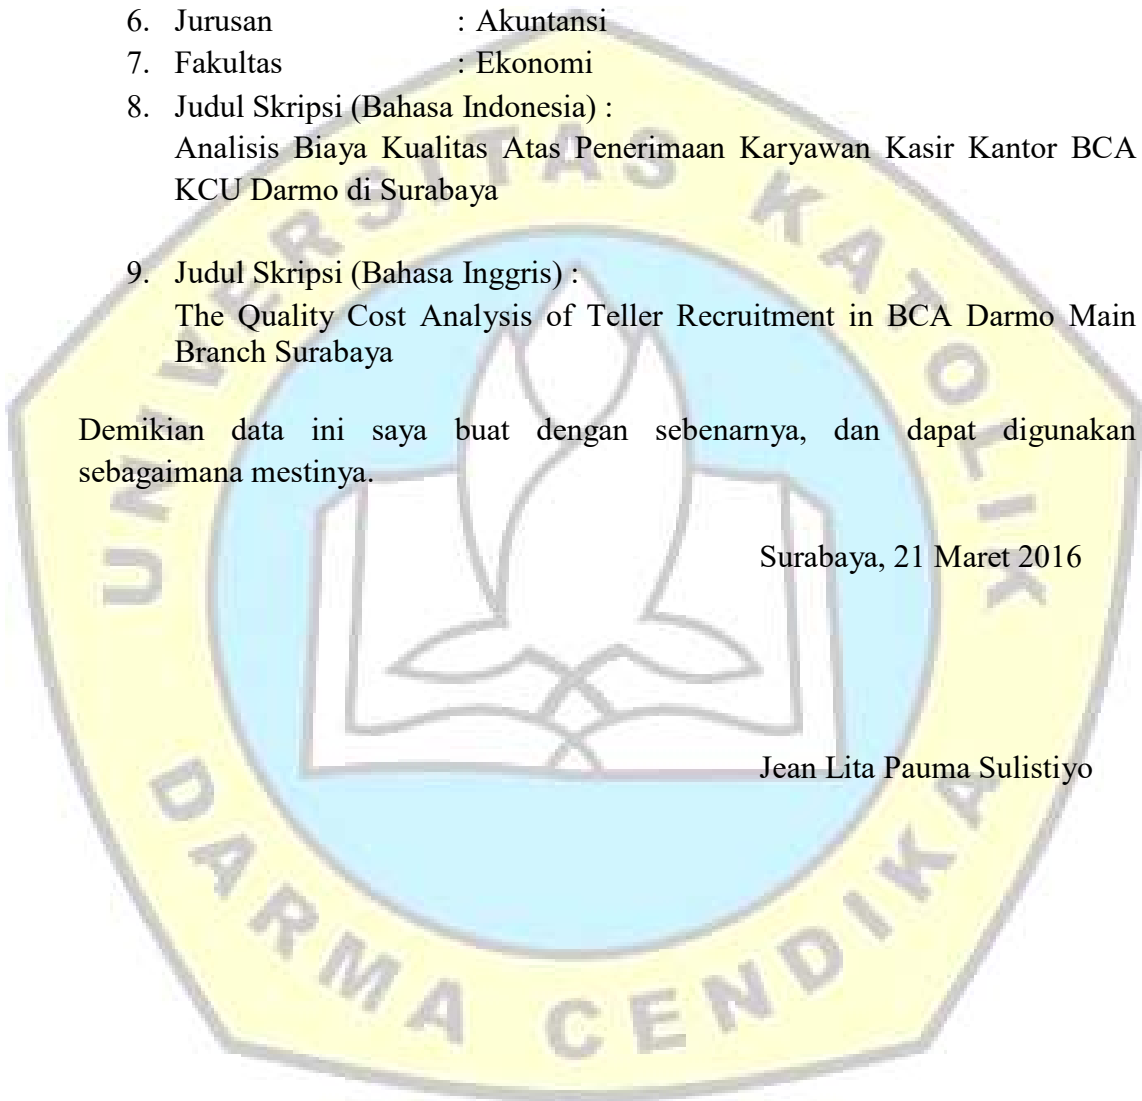 6. Jurusan : Akuntansi
7. Fakultas : Ekonomi
8. Judul Skripsi (Bahasa Indonesia) :
Analisis Biaya Kualitas Atas Penerimaan Karyawan Kasir Kantor BCA
KCU Darmo di Surabaya
9. Judul Skripsi (Bahasa Inggris) :
The Quality Cost Analysis of Teller Recruitment in BCA Darmo Main
Branch Surabaya
Demikian data ini saya buat dengan sebenarnya, dan dapat digunakan
sebagaimana mestinya.
Surabaya, 21 Maret 2016
Jean Lita Pauma Sulistiyo
UNIVERSITAS KATOLIK
DARMA CENDIKA